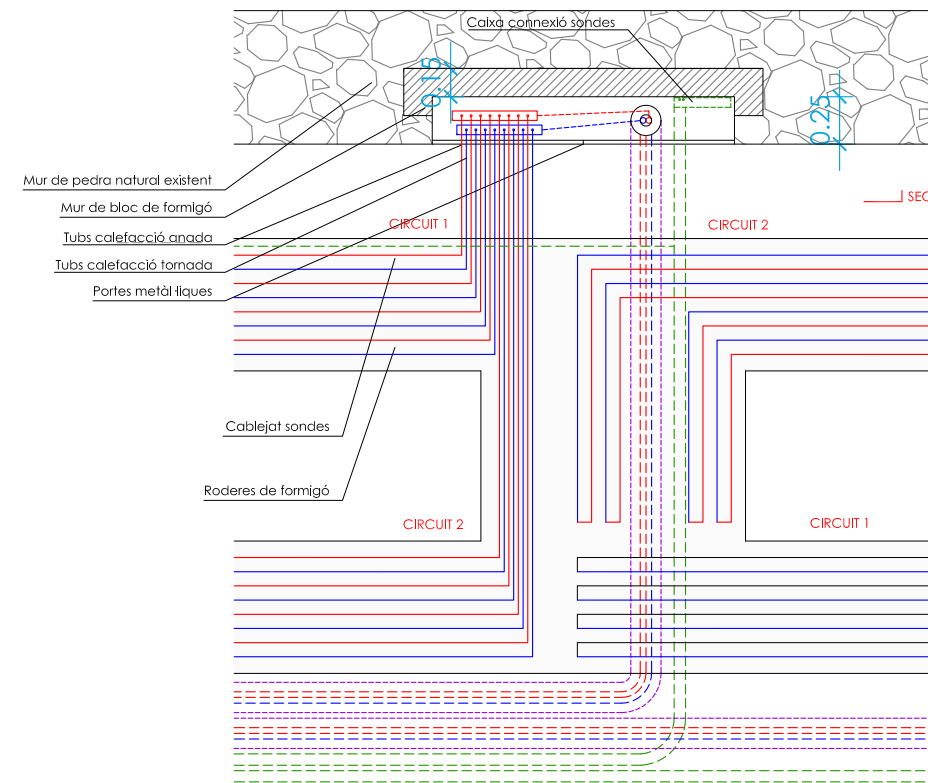 Caixa connexió sondes
0.15
0.25
Mur de pedra natural existent
SEC
Mur de bloc de formigó
CIRCUIT 1
CIRCUIT 2
Tubs calefacció anada
Tubs calefacció tornada
Portes metàl·liques
Cablejat sondes
Roderes de formigó
CIRCUIT 2
CIRCUIT 1